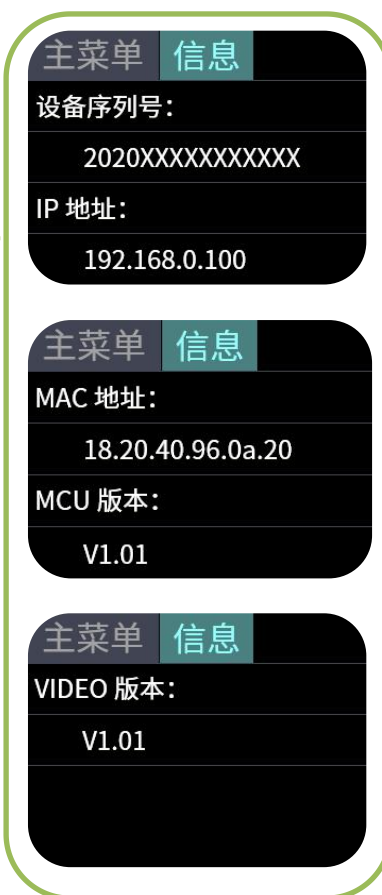 主菜单 信息
设备序列号：
2020XXXXXXXXXXX
IP 地址：
192.168.0.100
主菜单 信息
MAC 地址：
18.20.40.96.0a.20
MCU 版本：
V1.01
主菜单 信息
VIDEO 版本：
V1.01